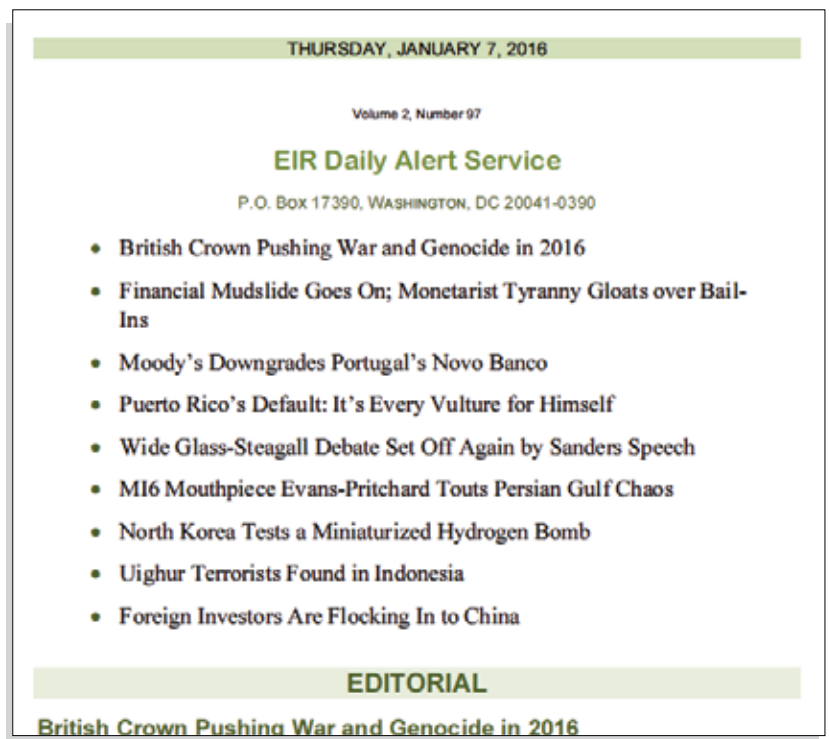 THURSDAY, JANUARY 7, 2016
Volume 2, Number 97
EIR Daily Alert Service
P.O. BOX 17390, WASHINGTON, DC 20041-0390
• British Crown Pushing War and Genocide in 2016
• Financial Mudslide Goes On; Monetarist Tyranny Gloats over Bail-
Ins
• Moody’s Downgrades Portugal’s Novo Banco
• Puerto Rico’s Default: It’s Every Vulture for Himself
• Wide Glass-Steagall Debate Set Off Again by Sanders Speech
• MI6 Mouthpiece Evans-Pritchard Touts Persian Gulf Chaos
• North Korea Tests a Miniaturized Hydrogen Bomb
• Uighur Terrorists Found in Indonesia
• Foreign Investors Are Flocking In to China
EDITORIAL
British Crown Pushing War and Genocide in 2016